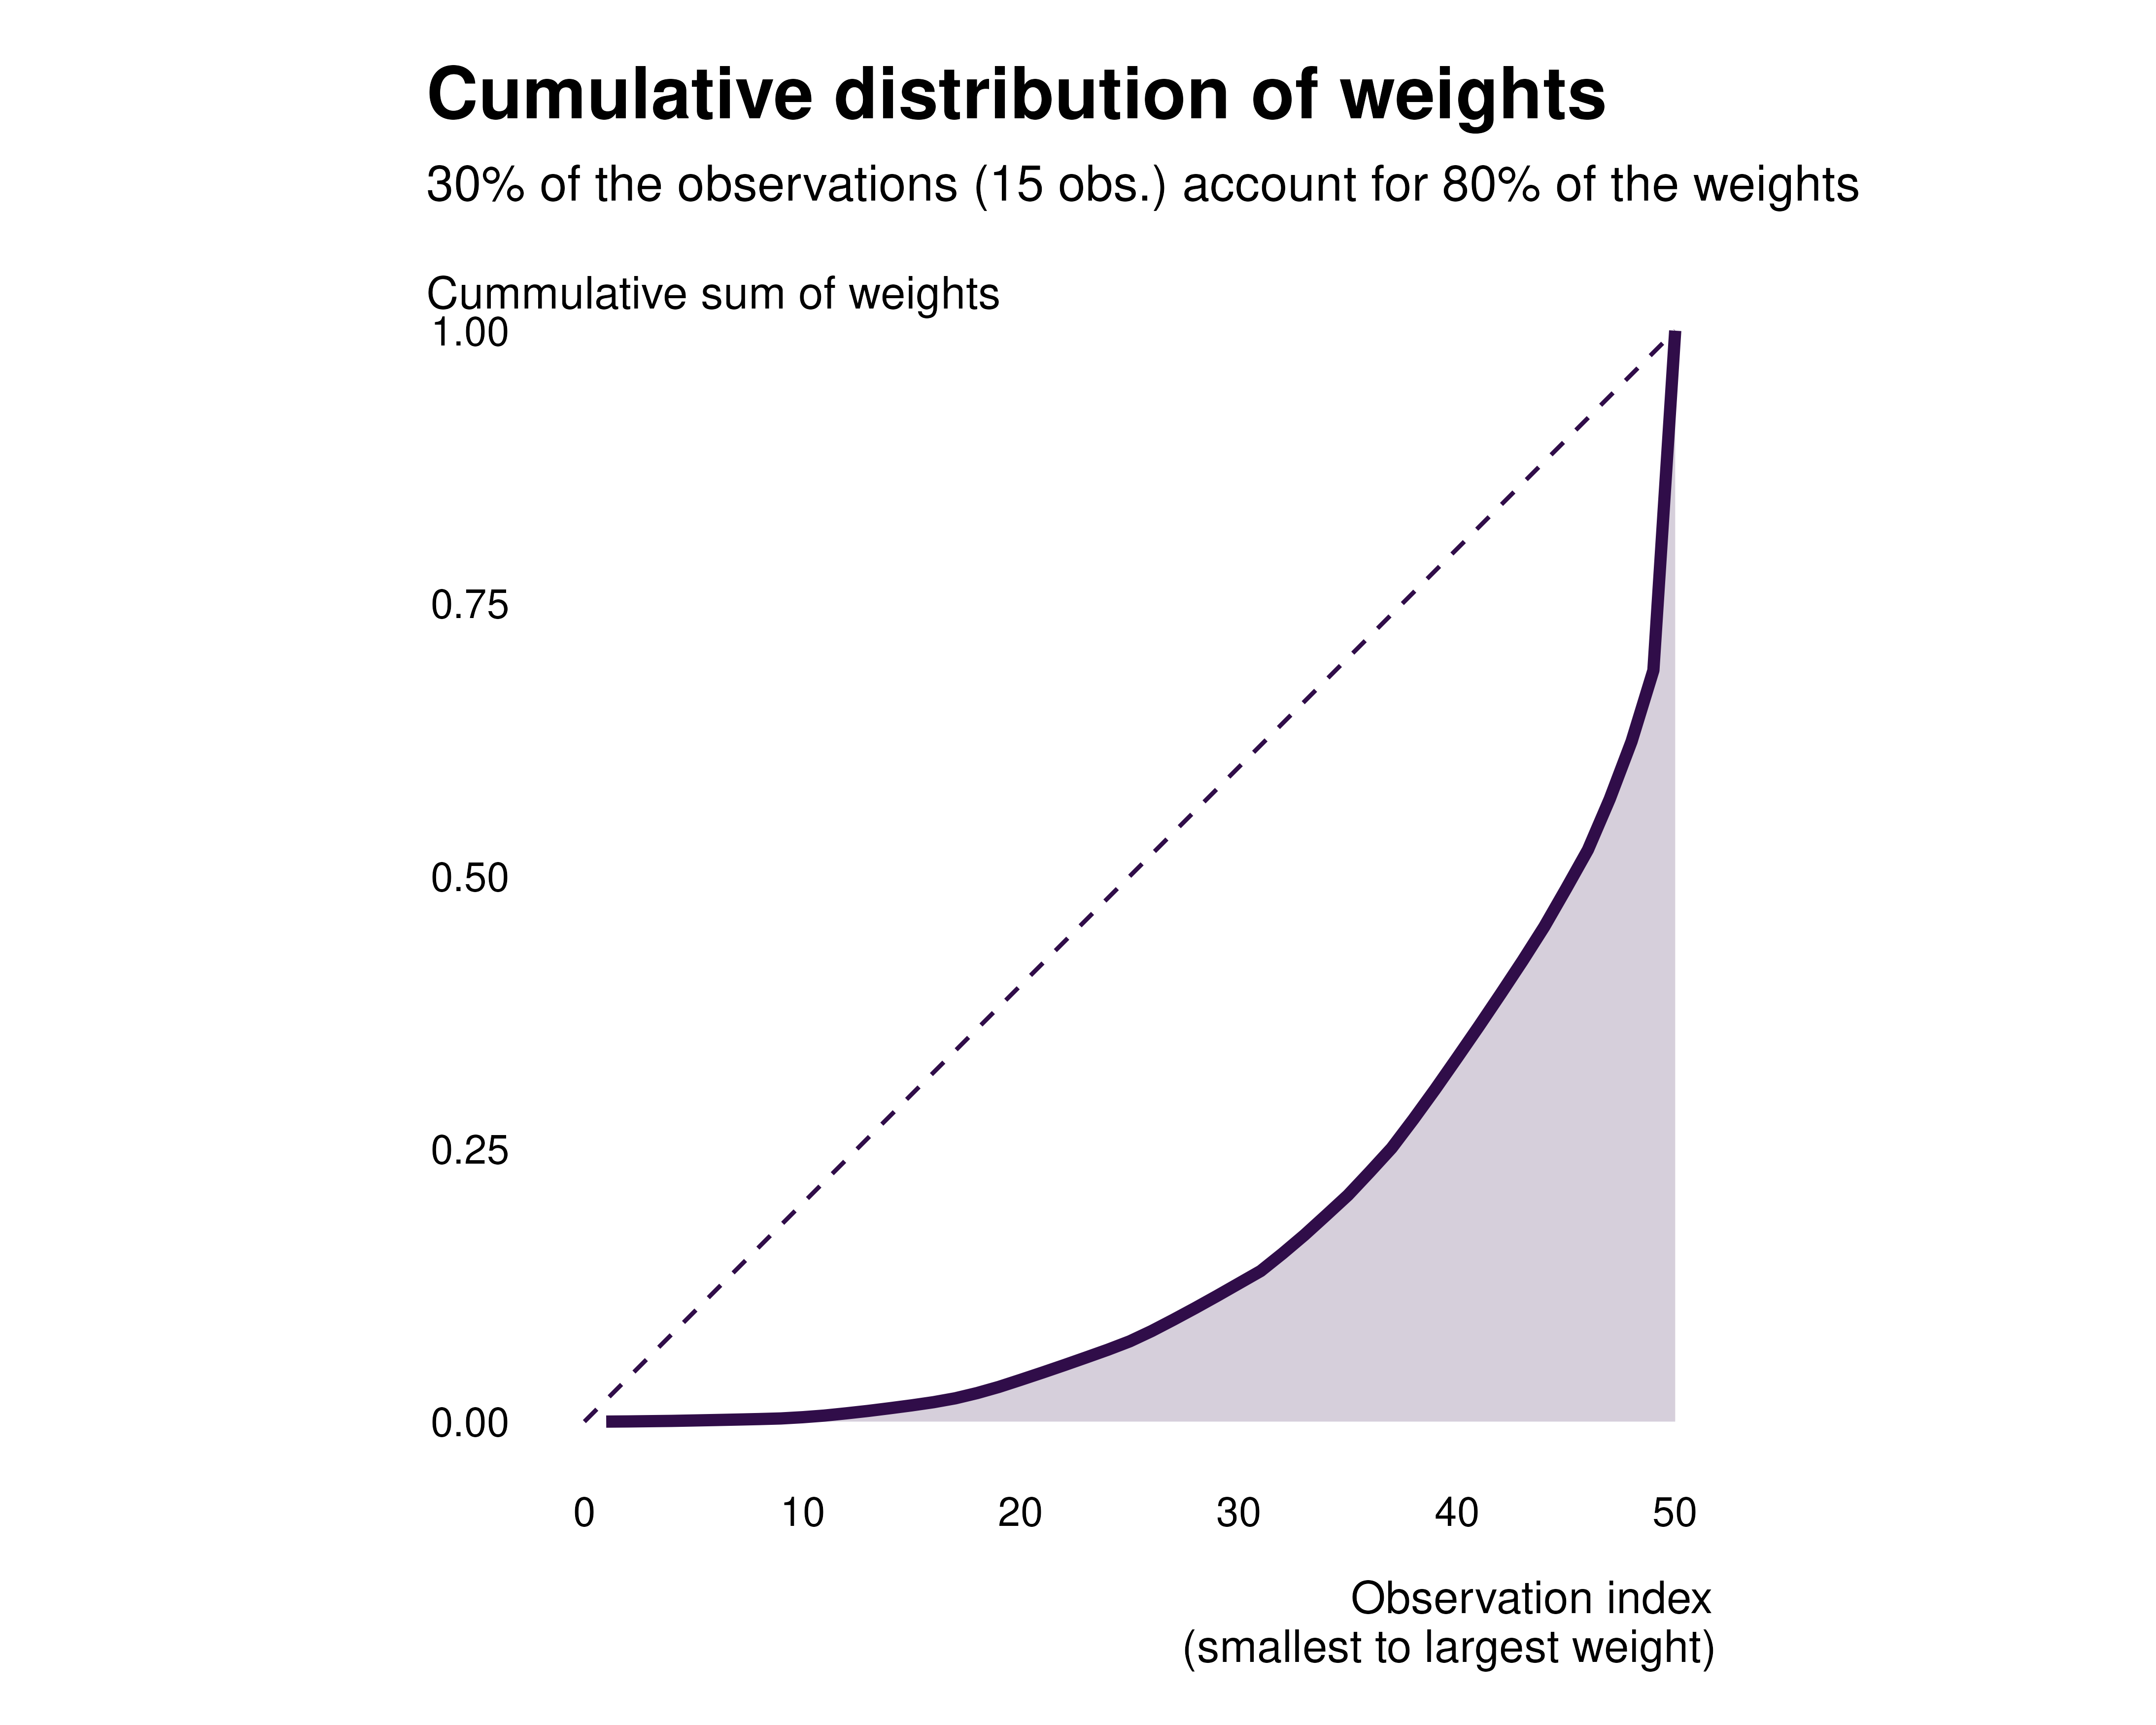 Cumulative distribution of weights
30% of the observations (15 obs.) account for 80% of the weights
Cummulative sum of weights
1.00
0.75
0.50
0.25
0.00
0 10 20 30 40 50
Observation index
(smallest to largest weight)